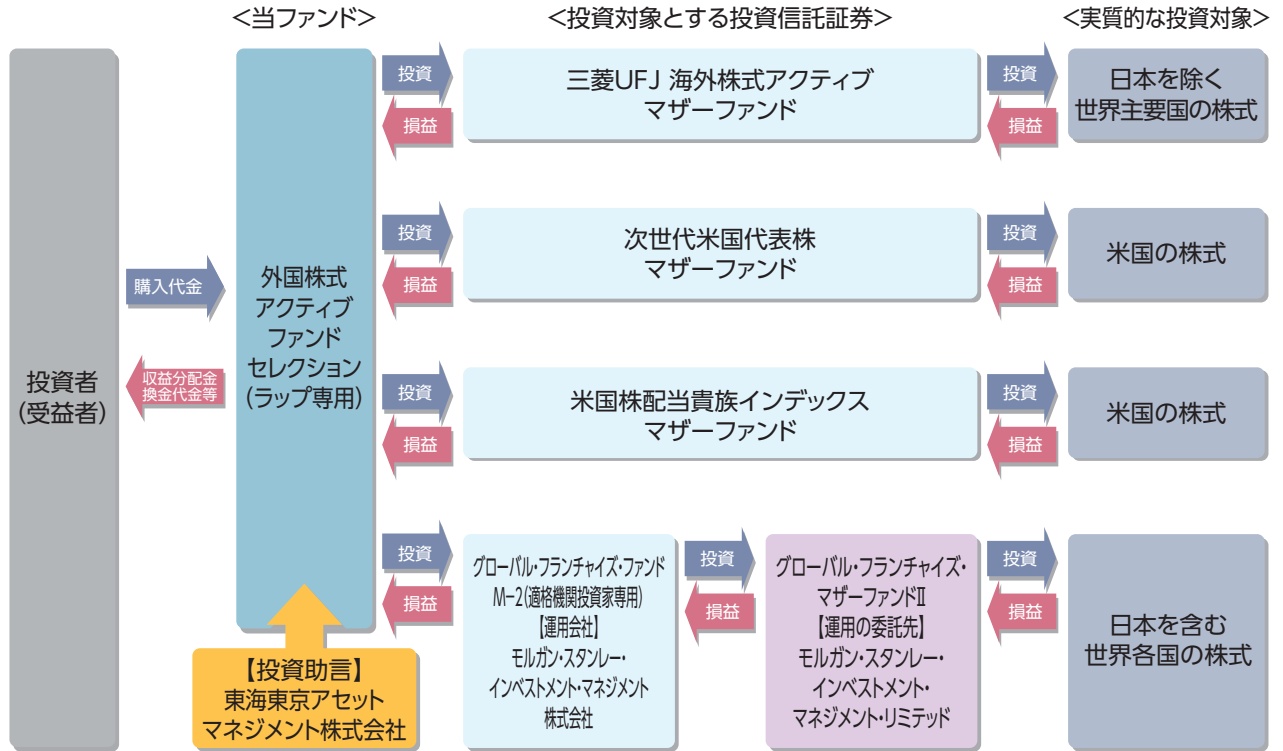 <当ファンド>
<投資対象とする投資信託証券>
<実質的な投資対象>
投資者
(受益者)
購入代金
収益分配金
換金代金等
外国株式
アクティブ
ファンド
セレクション
(ラップ専用)
【投資助言】
東海東京アセット
マネジメント株式会社
投資
損益
三菱UFJ 海外株式アクティブ
マザーファンド
投資
損益
日本を除く
世界主要国の株式
投資
損益
次世代米国代表株
マザーファンド
投資
損益
米国の株式
投資
損益
米国株配当貴族インデックス
マザーファンド
投資
損益
米国の株式
投資
損益
グローバル・フランチャイズ・ファンド
M-2(適格機関投資家専用)
【運用会社】
モルガン・スタンレー・
インベストメント・マネジメント
株式会社
投資
損益
グローバル・フランチャイズ・
マザーファンドⅡ
【運用の委託先】
モルガン・スタンレー・
インベストメント・
マネジメント・リミテッド
投資
損益
日本を含む
世界各国の株式